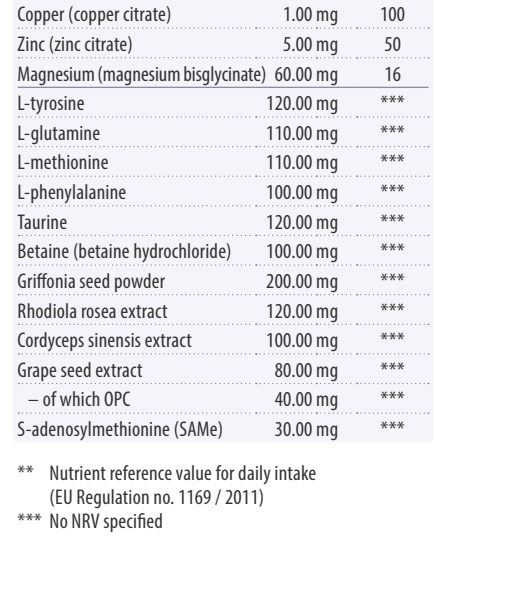 Copper (copper citrate) 1.00 mg 100
Zinc (zinc citrate) 5.00 mg 50
Magnesium (magnesium bisglycinate) 60.00 mg 16
L-tyrosine 120.00 mg ***
L-glutamine 110.00 mg ***
L-methionine 110.00 mg ***
L-phenylalanine 100.00 mg ***
Taurine 120.00 mg ***
Betaine (betaine hydrochloride) 100.00 mg ***
Griffonia seed powder 200.00 mg ***
Rhodiola rosea extract 120.00 mg ***
Cordyceps sinensis extract 100.00 mg ***
Grape seed extract 80.00 mg ***
– of which OPC 40.00 mg ***
S-adenosylmethionine (SAMe) 30.00 mg ***
** Nutrient reference value for daily intake
(EU Regulation no. 1169 / 2011)
*** No NRV specified